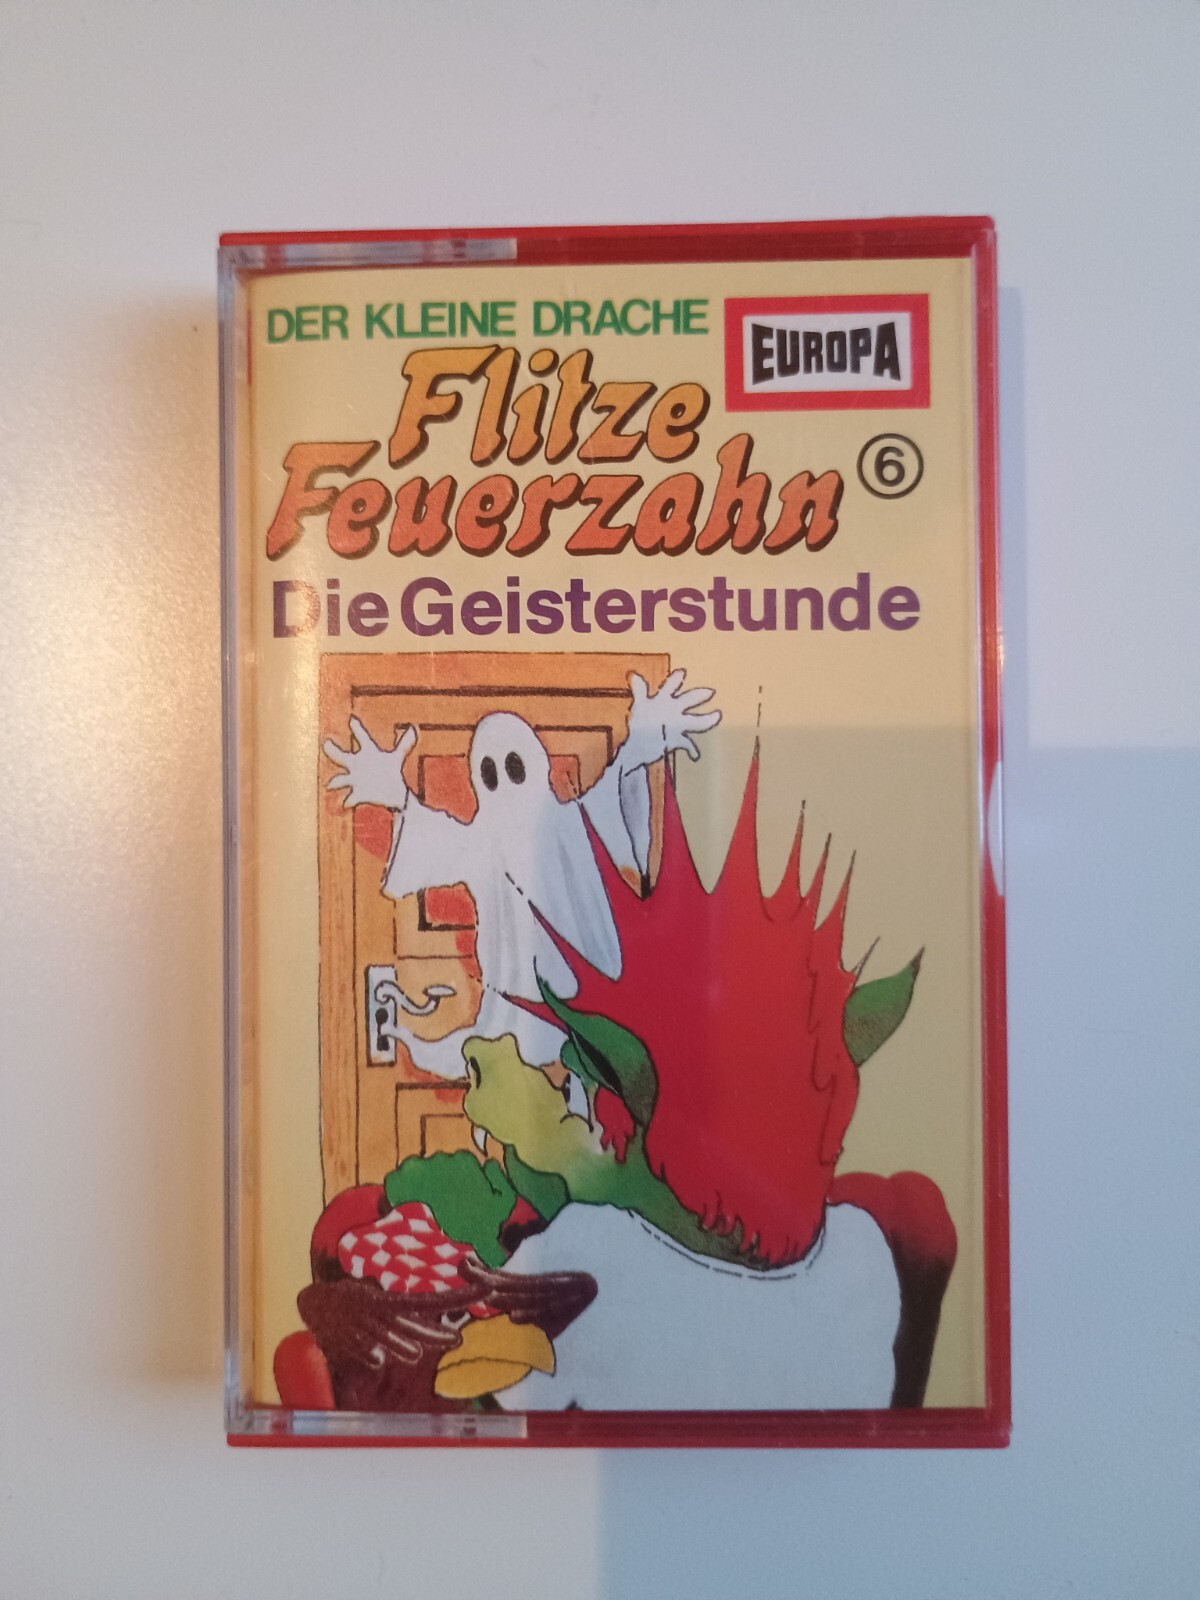 DER KLEINE DRACHE
EUROPA
Flitze
Feuerzahn
6
Die Geisterstunde